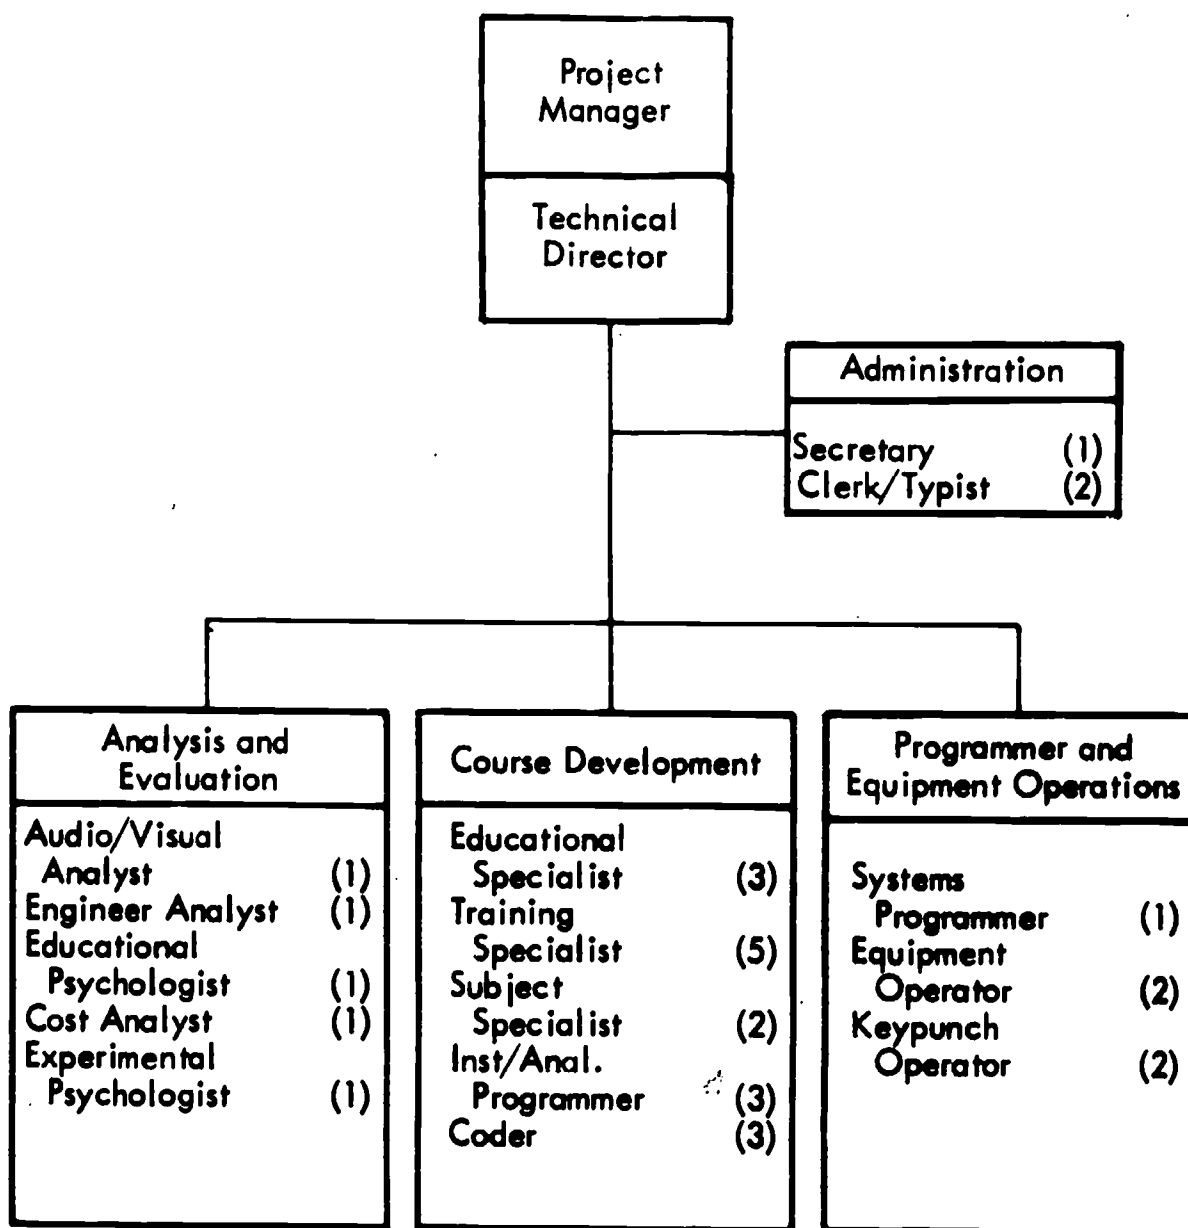 Project
Manager
Technical
Director
Administration
Secretary (1)
Clerk/Typist (2)
Analysis and
Evaluation
Audio/Visual
Analyst (1)
Engineer Analyst (1)
Educational
Psychologist (1)
Cost Analyst (1)
Experimental
Psychologist (1)
Course Development
Educational
Specialist (3)
Training
Specialist (5)
Subject
Specialist (2)
Inst/Anal.
Programmer (3)
Coder (3)
Programmer and
Equipment Operations
Systems
Programmer (1)
Equipment
Operator (2)
Keypunch
Operator (2)